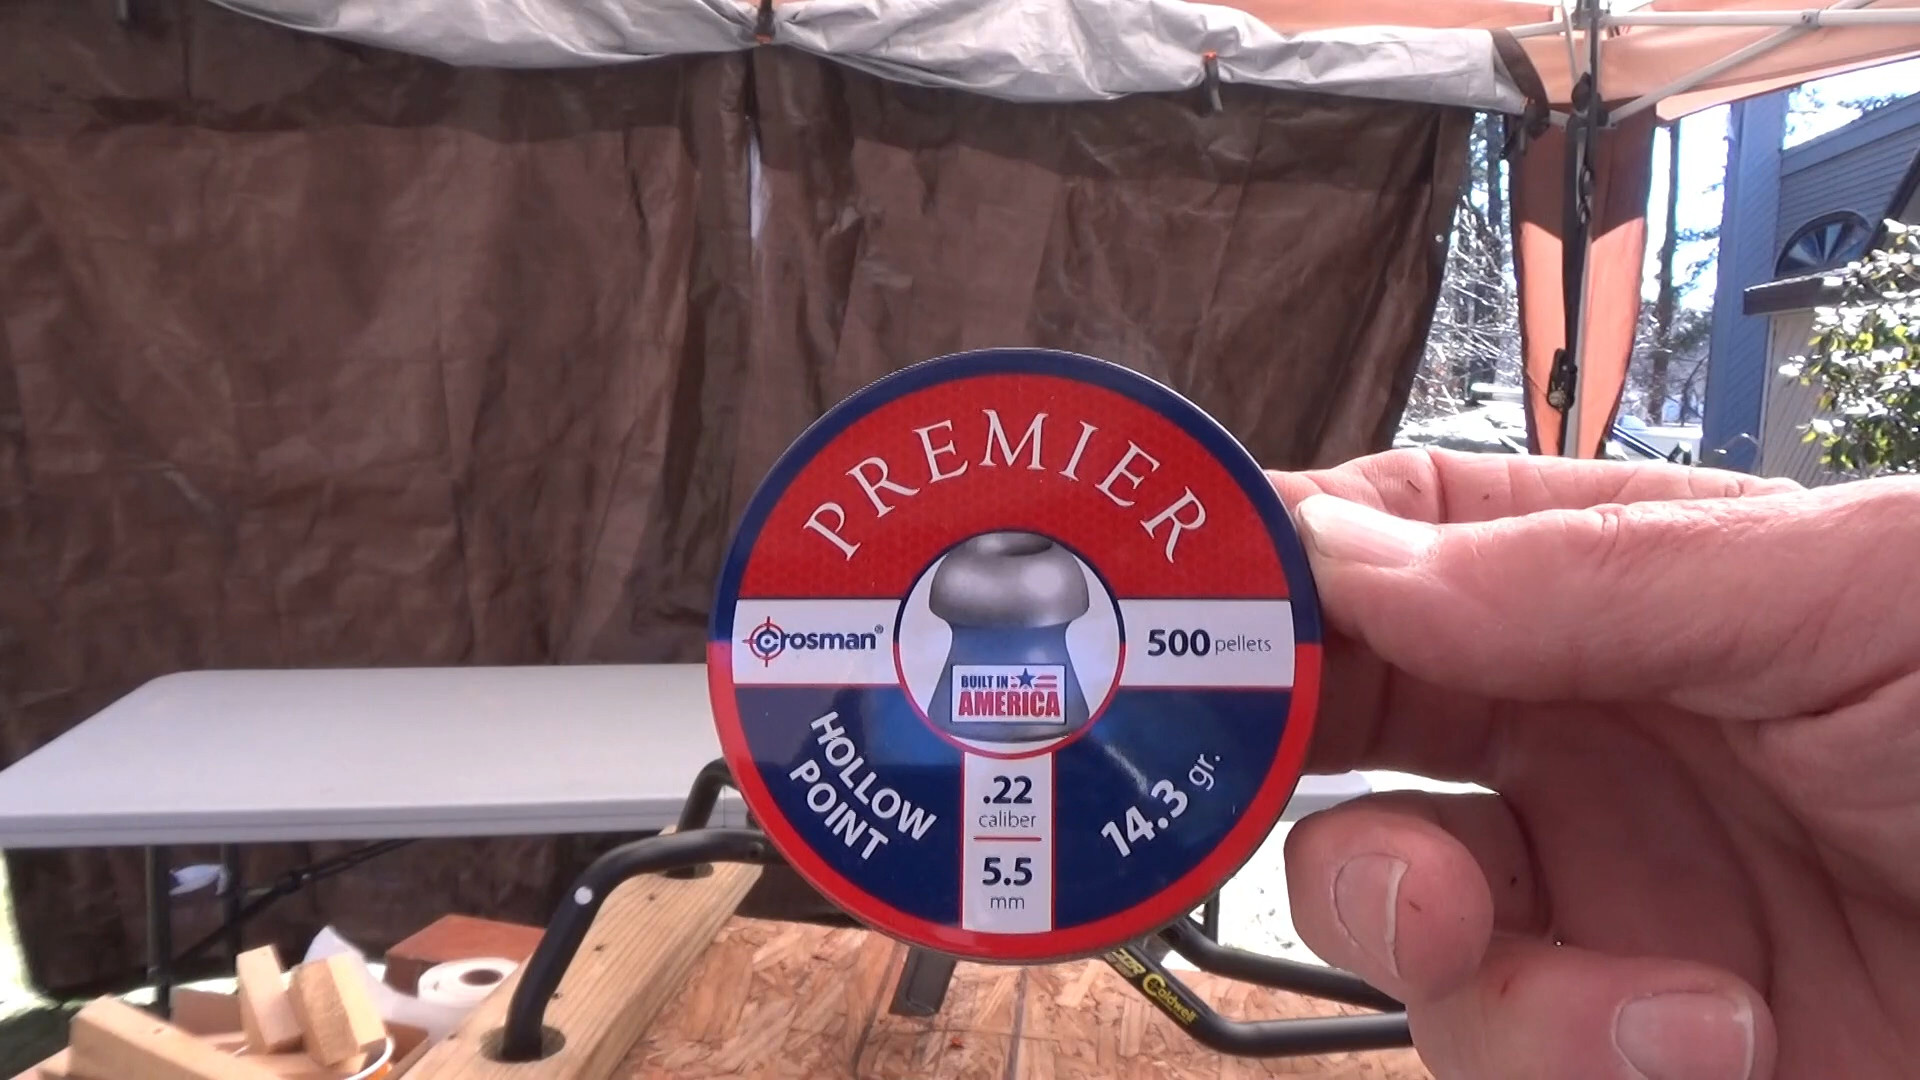 PREMIER
crosman®
500 pellets
BUILT IN
AMERICA
HOLLOW
POINT
.22
caliber
5.5
mm
14.3 gr.
Caldwell